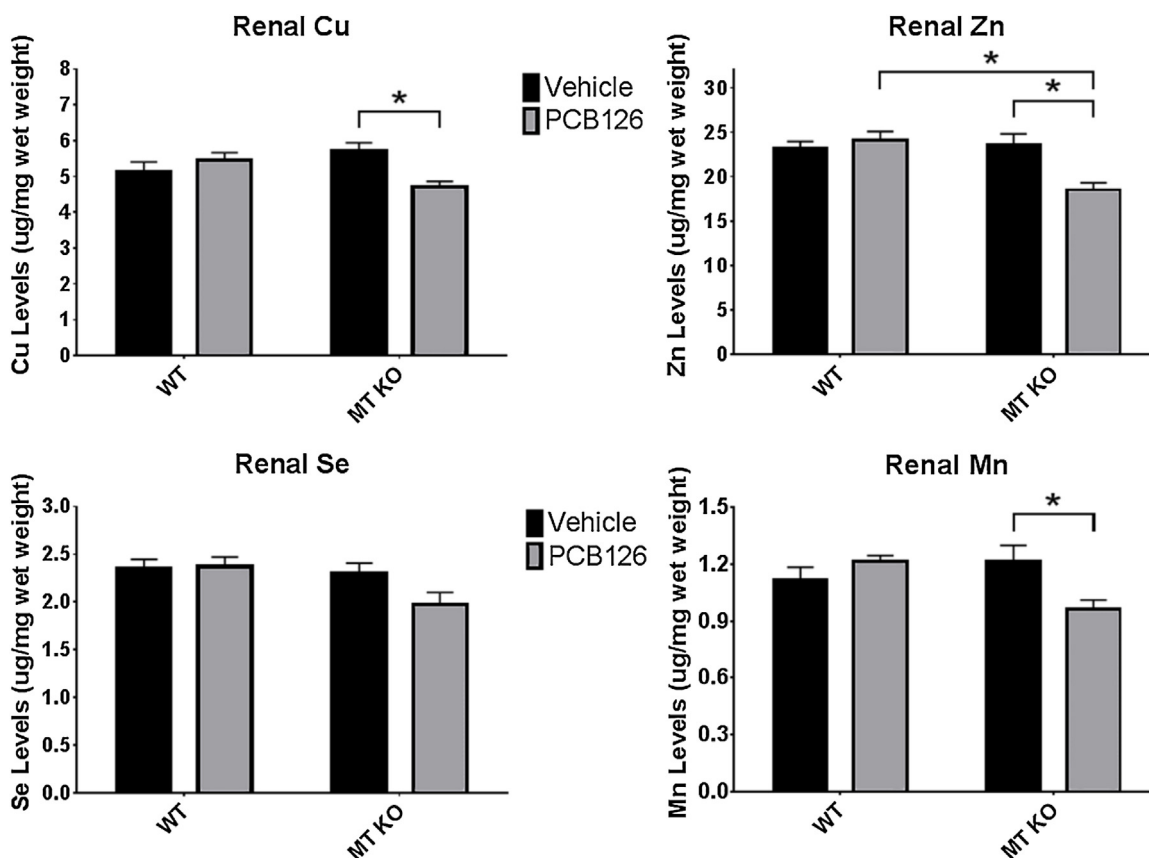 Renal Cu
Cu Levels (ug/mg wet weight)
8
7
6
5
4
3
2
1
0
*
WT
MT KO
Vehicle
PCB126
Renal Zn
Zn Levels (ug/mg wet weight)
30
25
20
15
10
5
0
*
*
WT
MT KO
Renal Se
Se Levels (ug/mg wet weight)
3.0
2.5
2.0
1.5
1.0
0.5
0.0
WT
MT KO
Vehicle
PCB126
Renal Mn
Mn Levels (ug/mg wet weight)
1.5
1.2
0.9
0.6
0.3
0.0
*
WT
MT KO